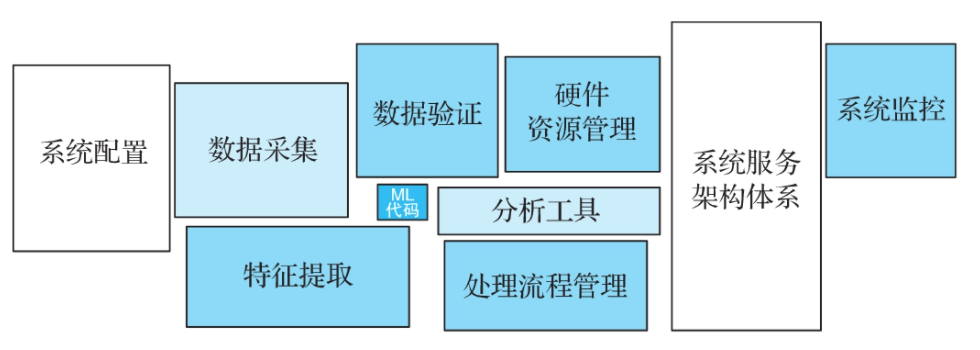 系统配置
数据采集
数据验证
硬件
资源管理
ML
代码
分析工具
特征提取
处理流程管理
系统服务
架构体系
系统监控